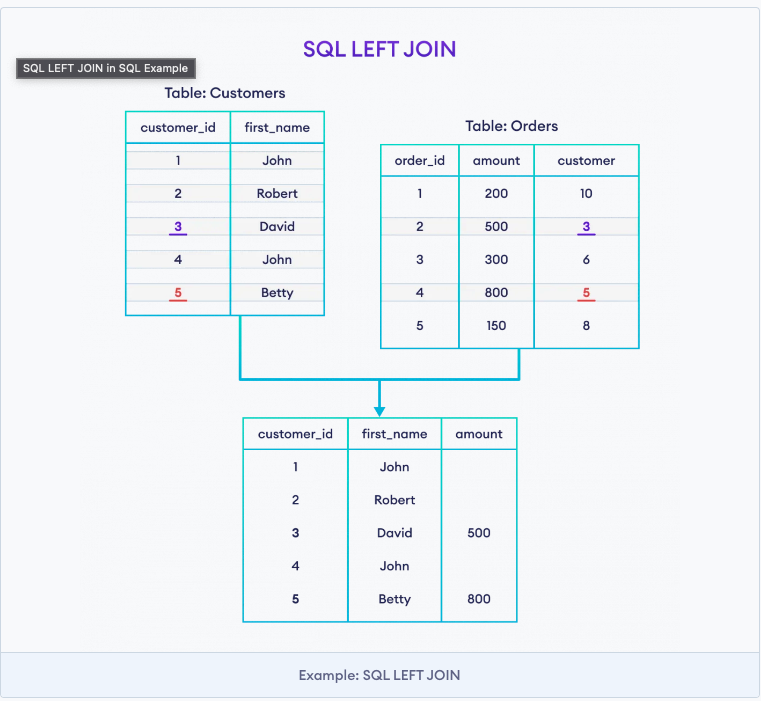 SQL LEFT JOIN
SQL LEFT JOIN in SQL Example
Table: Customers
customer_id first_name
1 John
2 Robert
3 David
4 John
5 Betty
Table: Orders
order_id amount customer
1 200 10
2 500 3
3 300 6
4 800 5
5 150 8
customer_id first_name amount
1 John
2 Robert
3 David 500
4 John
5 Betty 800
Example: SQL LEFT JOIN